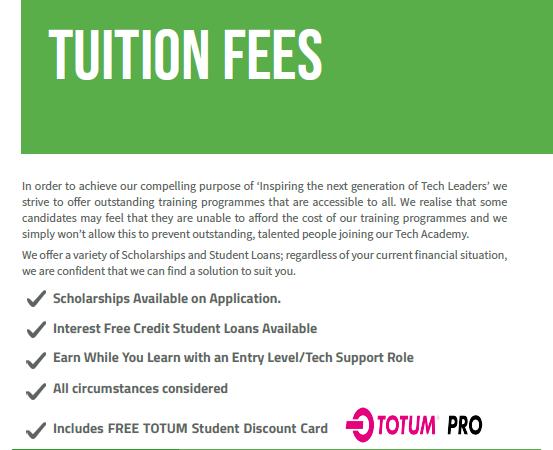 TUITION FEES
In order to achieve our compelling purpose of ‘Inspiring the next generation of Tech Leaders’ we
strive to offer outstanding training programmes that are accessible to all. We realise that some
candidates may feel that they are unable to afford the cost of our training programmes and we
simply won’t allow this to prevent outstanding, talented people joining our Tech Academy.
We offer a variety of Scholarships and Student Loans; regardless of your current financial situation,
we are confident that we can find a solution to suit you.
Scholarships Available on Application.
Interest Free Credit Student Loans Available
Earn While You Learn with an Entry Level/Tech Support Role
All circumstances considered
Includes FREE TOTUM Student Discount Card TOTUM PRO